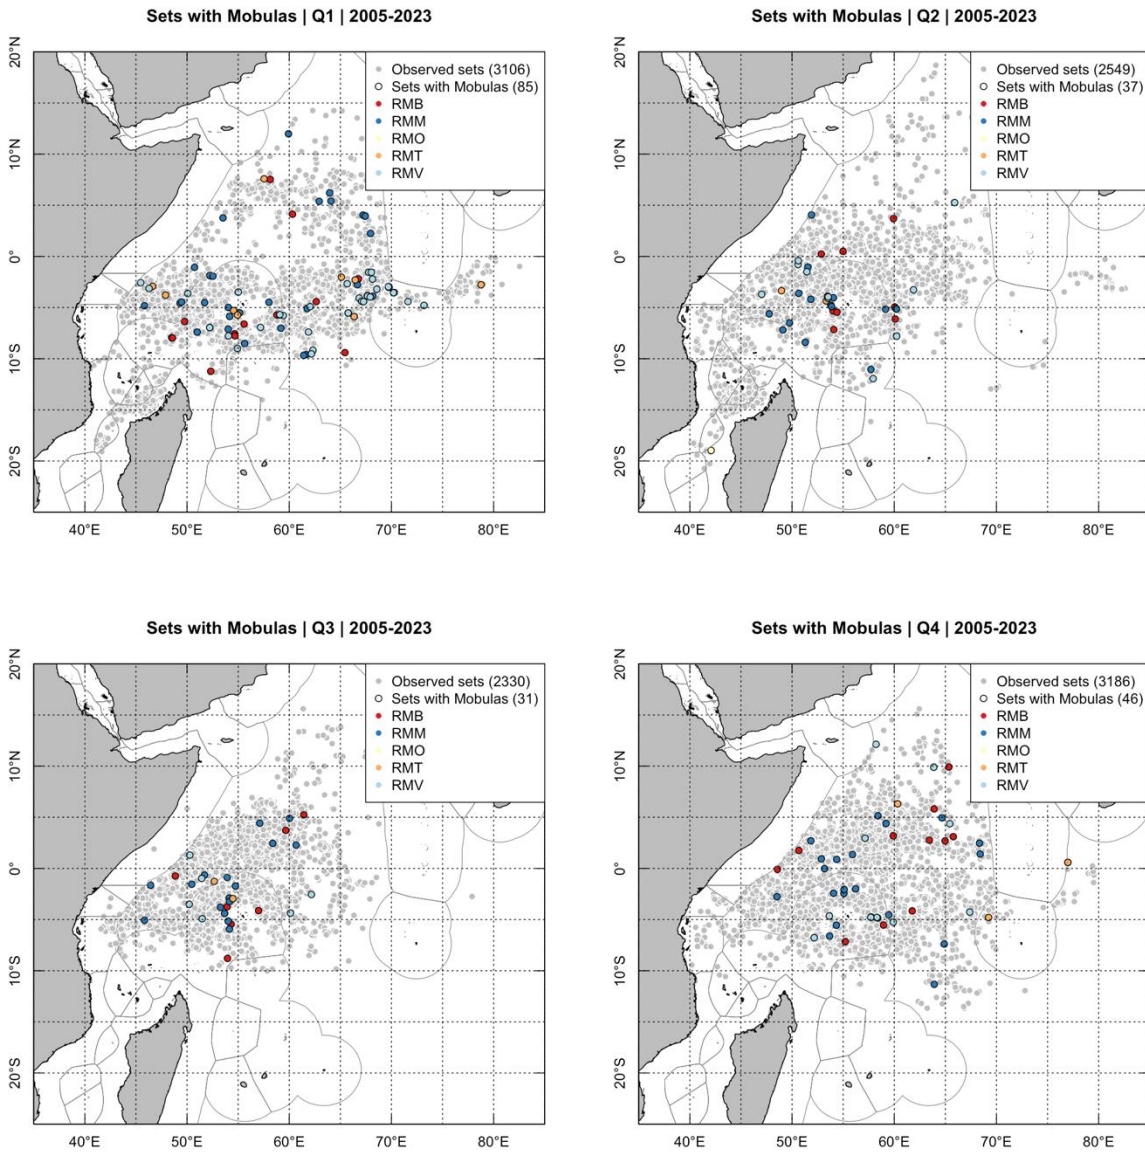 Sets with Mobulas | Q1 | 2005-2023
20°N
10°N
0°
10°S
20°S
40°E
50°E
60°E
70°E
80°E
Observed sets (3106)
Sets with Mobulas (85)
RMB
RMM
RMO
RMT
RMV
Sets with Mobulas | Q2 | 2005-2023
20°N
10°N
0°
10°S
20°S
40°E
50°E
60°E
70°E
80°E
Observed sets (2549)
Sets with Mobulas (37)
RMB
RMM
RMO
RMT
RMV
Sets with Mobulas | Q3 | 2005-2023
20°N
10°N
0°
10°S
20°S
40°E
50°E
60°E
70°E
80°E
Observed sets (2330)
Sets with Mobulas (31)
RMB
RMM
RMO
RMT
RMV
Sets with Mobulas | Q4 | 2005-2023
20°N
10°N
0°
10°S
20°S
40°E
50°E
60°E
70°E
80°E
Observed sets (3186)
Sets with Mobulas (46)
RMB
RMM
RMO
RMT
RMV